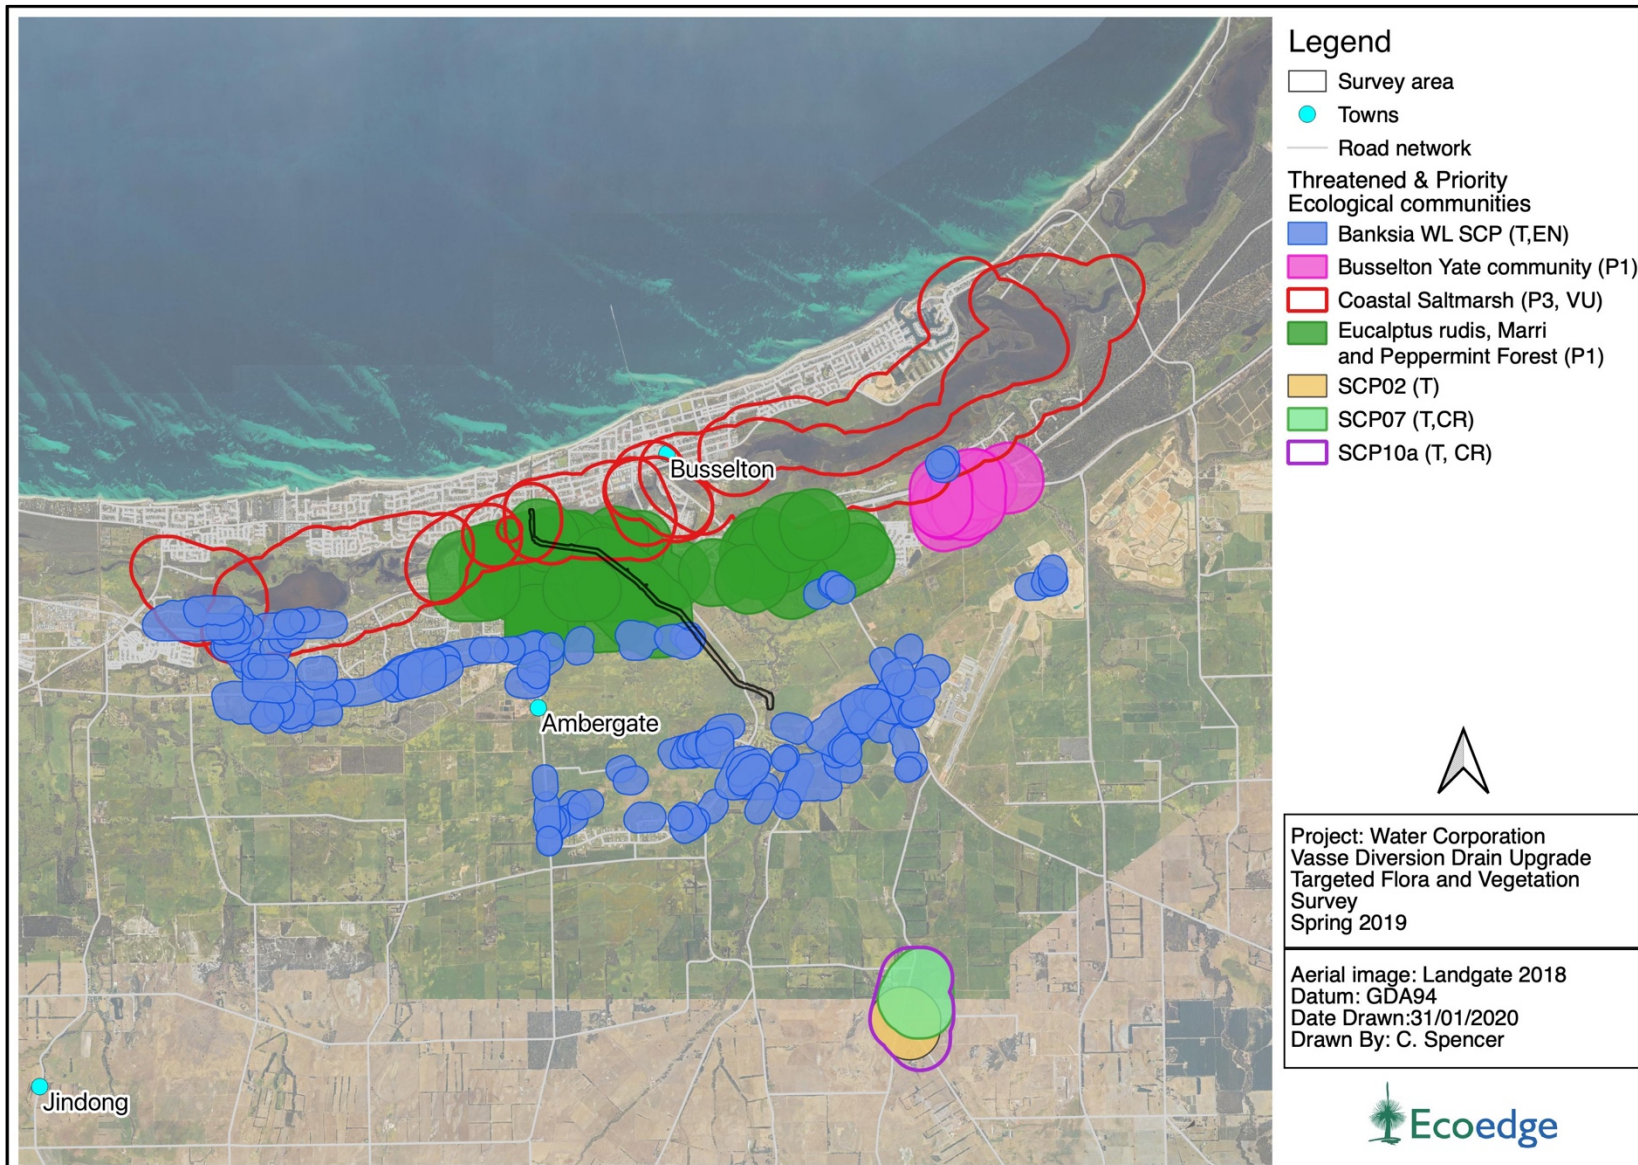 Legend
Survey area
Towns
Road network
Threatened & Priority
Ecological communities
Banksia WL SCP (T,EN)
Busselton Yate community (P1)
Coastal Saltmarsh (P3, VU)
Eucalptus rudis, Marri
and Peppermint Forest (P1)
SCP02 (T)
SCP07 (T,CR)
SCP10a (T, CR)
Busselton
Ambergate
Jindong
Project: Water Corporation
Vasse Diversion Drain Upgrade
Targeted Flora and Vegetation
Survey
Spring 2019
Aerial image: Landgate 2018
Datum: GDA94
Date Drawn:31/01/2020
Drawn By: C. Spencer
Ecoedge